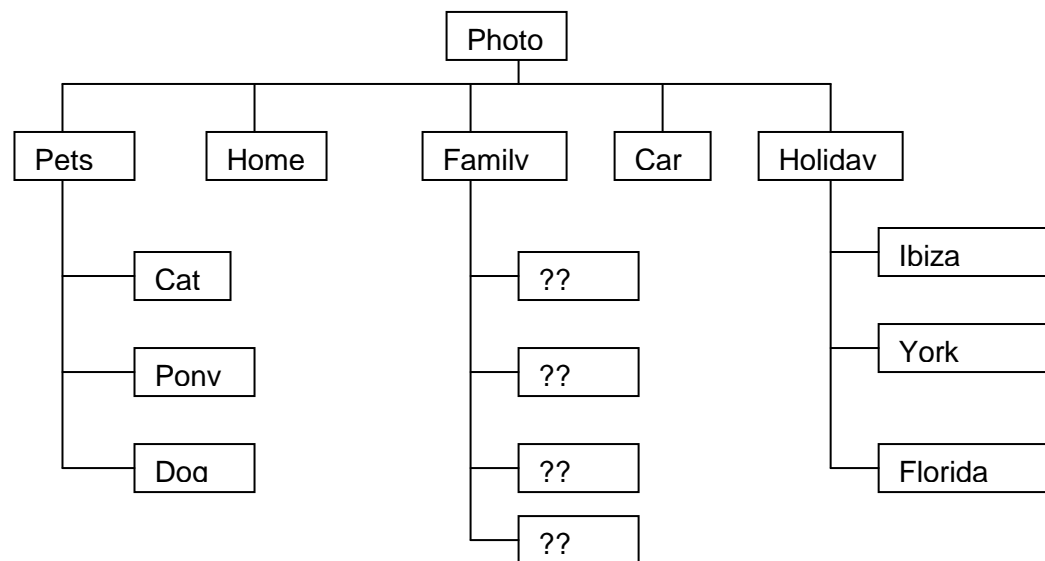 Photo
Pets
Home
Family
Car
Holiday
Cat
Pony
Dog
??
??
??
??
Ibiza
York
Florida